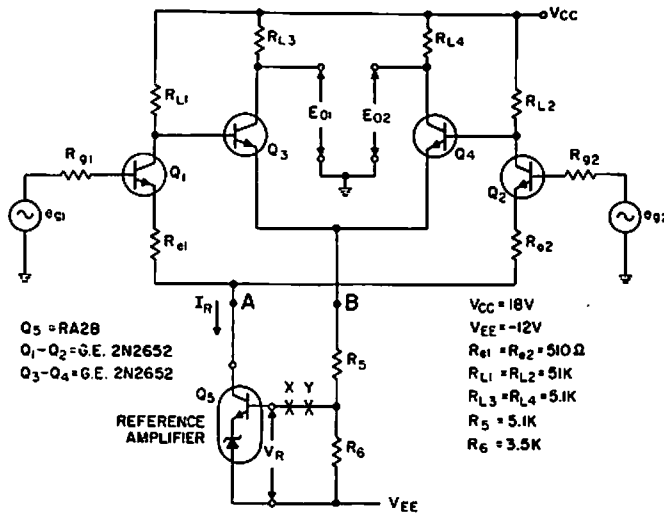 VCC
RL3
RL4
RL1
RL2
EO1
EO2
Q3
Q4
Rg1
Q1
Q2
Rg2
eg1
eg2
Re1
Re2
IR
A
B
Q5 = RA2B
Q1-Q2 = G.E. 2N2652
Q3-Q4 = G.E. 2N2652
VCC = 18V
VEE = -12V
Re1 = Re2 = 510 Ω
RL1 = RL2 = 51K
RL3 = RL4 = 5.1K
R5 = 5.1K
R6 = 3.5K
R5
Q5
X Y
REFERENCE
AMPLIFIER
VR
R6
VEE